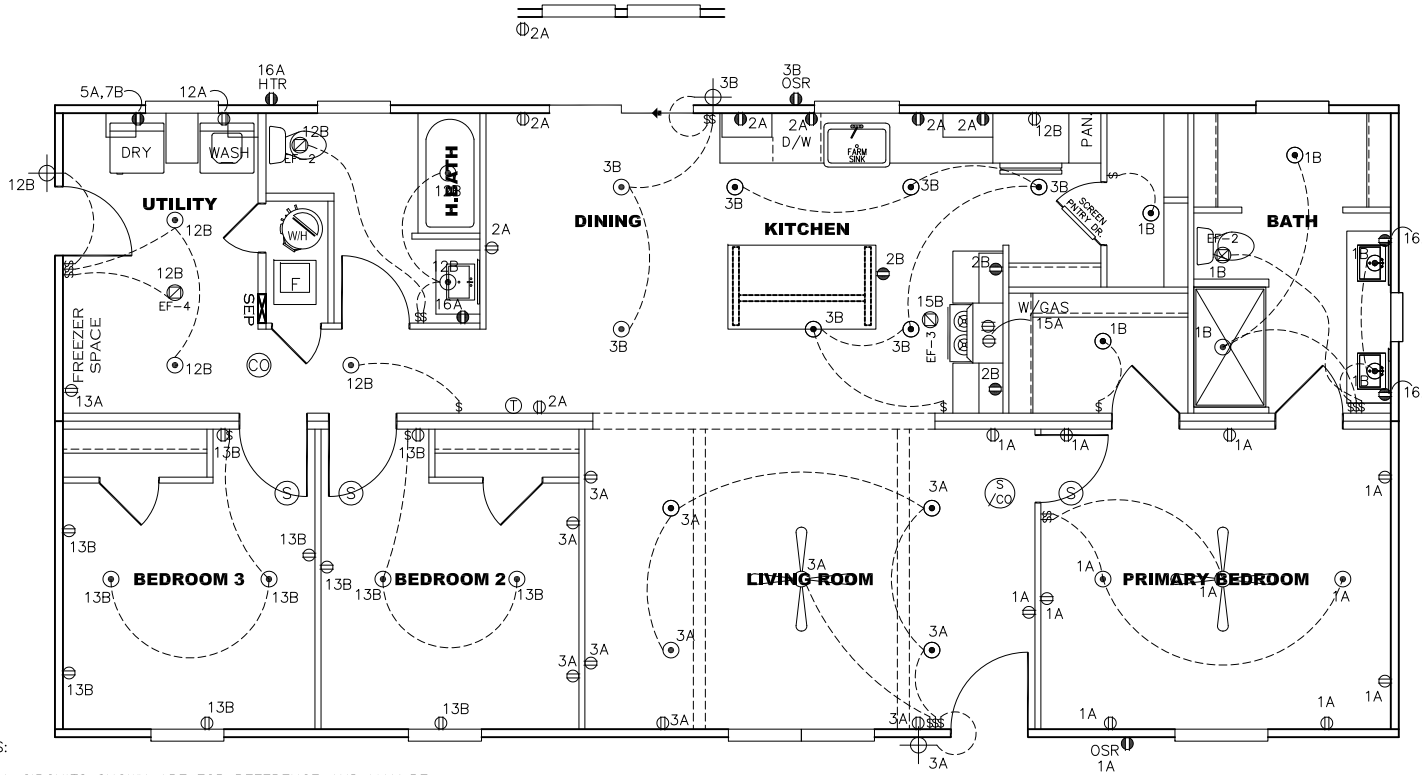 2A
16A
HTR
3B
OSR
3B
5A,7B
12A
2A
2A
2A
2A
2A
12B
PAN.
D/W
FARM
SINK
DRY
WASH
12B
EF-2
H.BATH
12B
12B
3B
3B
3B
3B
SCREEN
PNTRY DR.
1B
1B
UTILITY
DINING
KITCHEN
BATH
12B
W/H
2A
EF-2
1B
16
1B
12B
EF-4
F
12B
2B
2B
SEP
16A
15B
EF-3
W/GAS
15A
FREEZER
SPACE
3B
3B
3B
1B
1B
12B
CO
12B
2B
1B
16
13A
T
2A
13B
13B
1A
1A
1A
S
S
3A
3A
3A
S
/CO
S
1A
13B
13B
13B
3A
3A
BEDROOM 3
BEDROOM 2
LIVING ROOM
PRIMARY BEDROOM
1A
13B
13B
13B
13B
1A
1A
1A
1A
3A
3A
3A
3A
13B
1A
13B
13B
3A
3A
1A
1A
3A
OSR
1A
S: